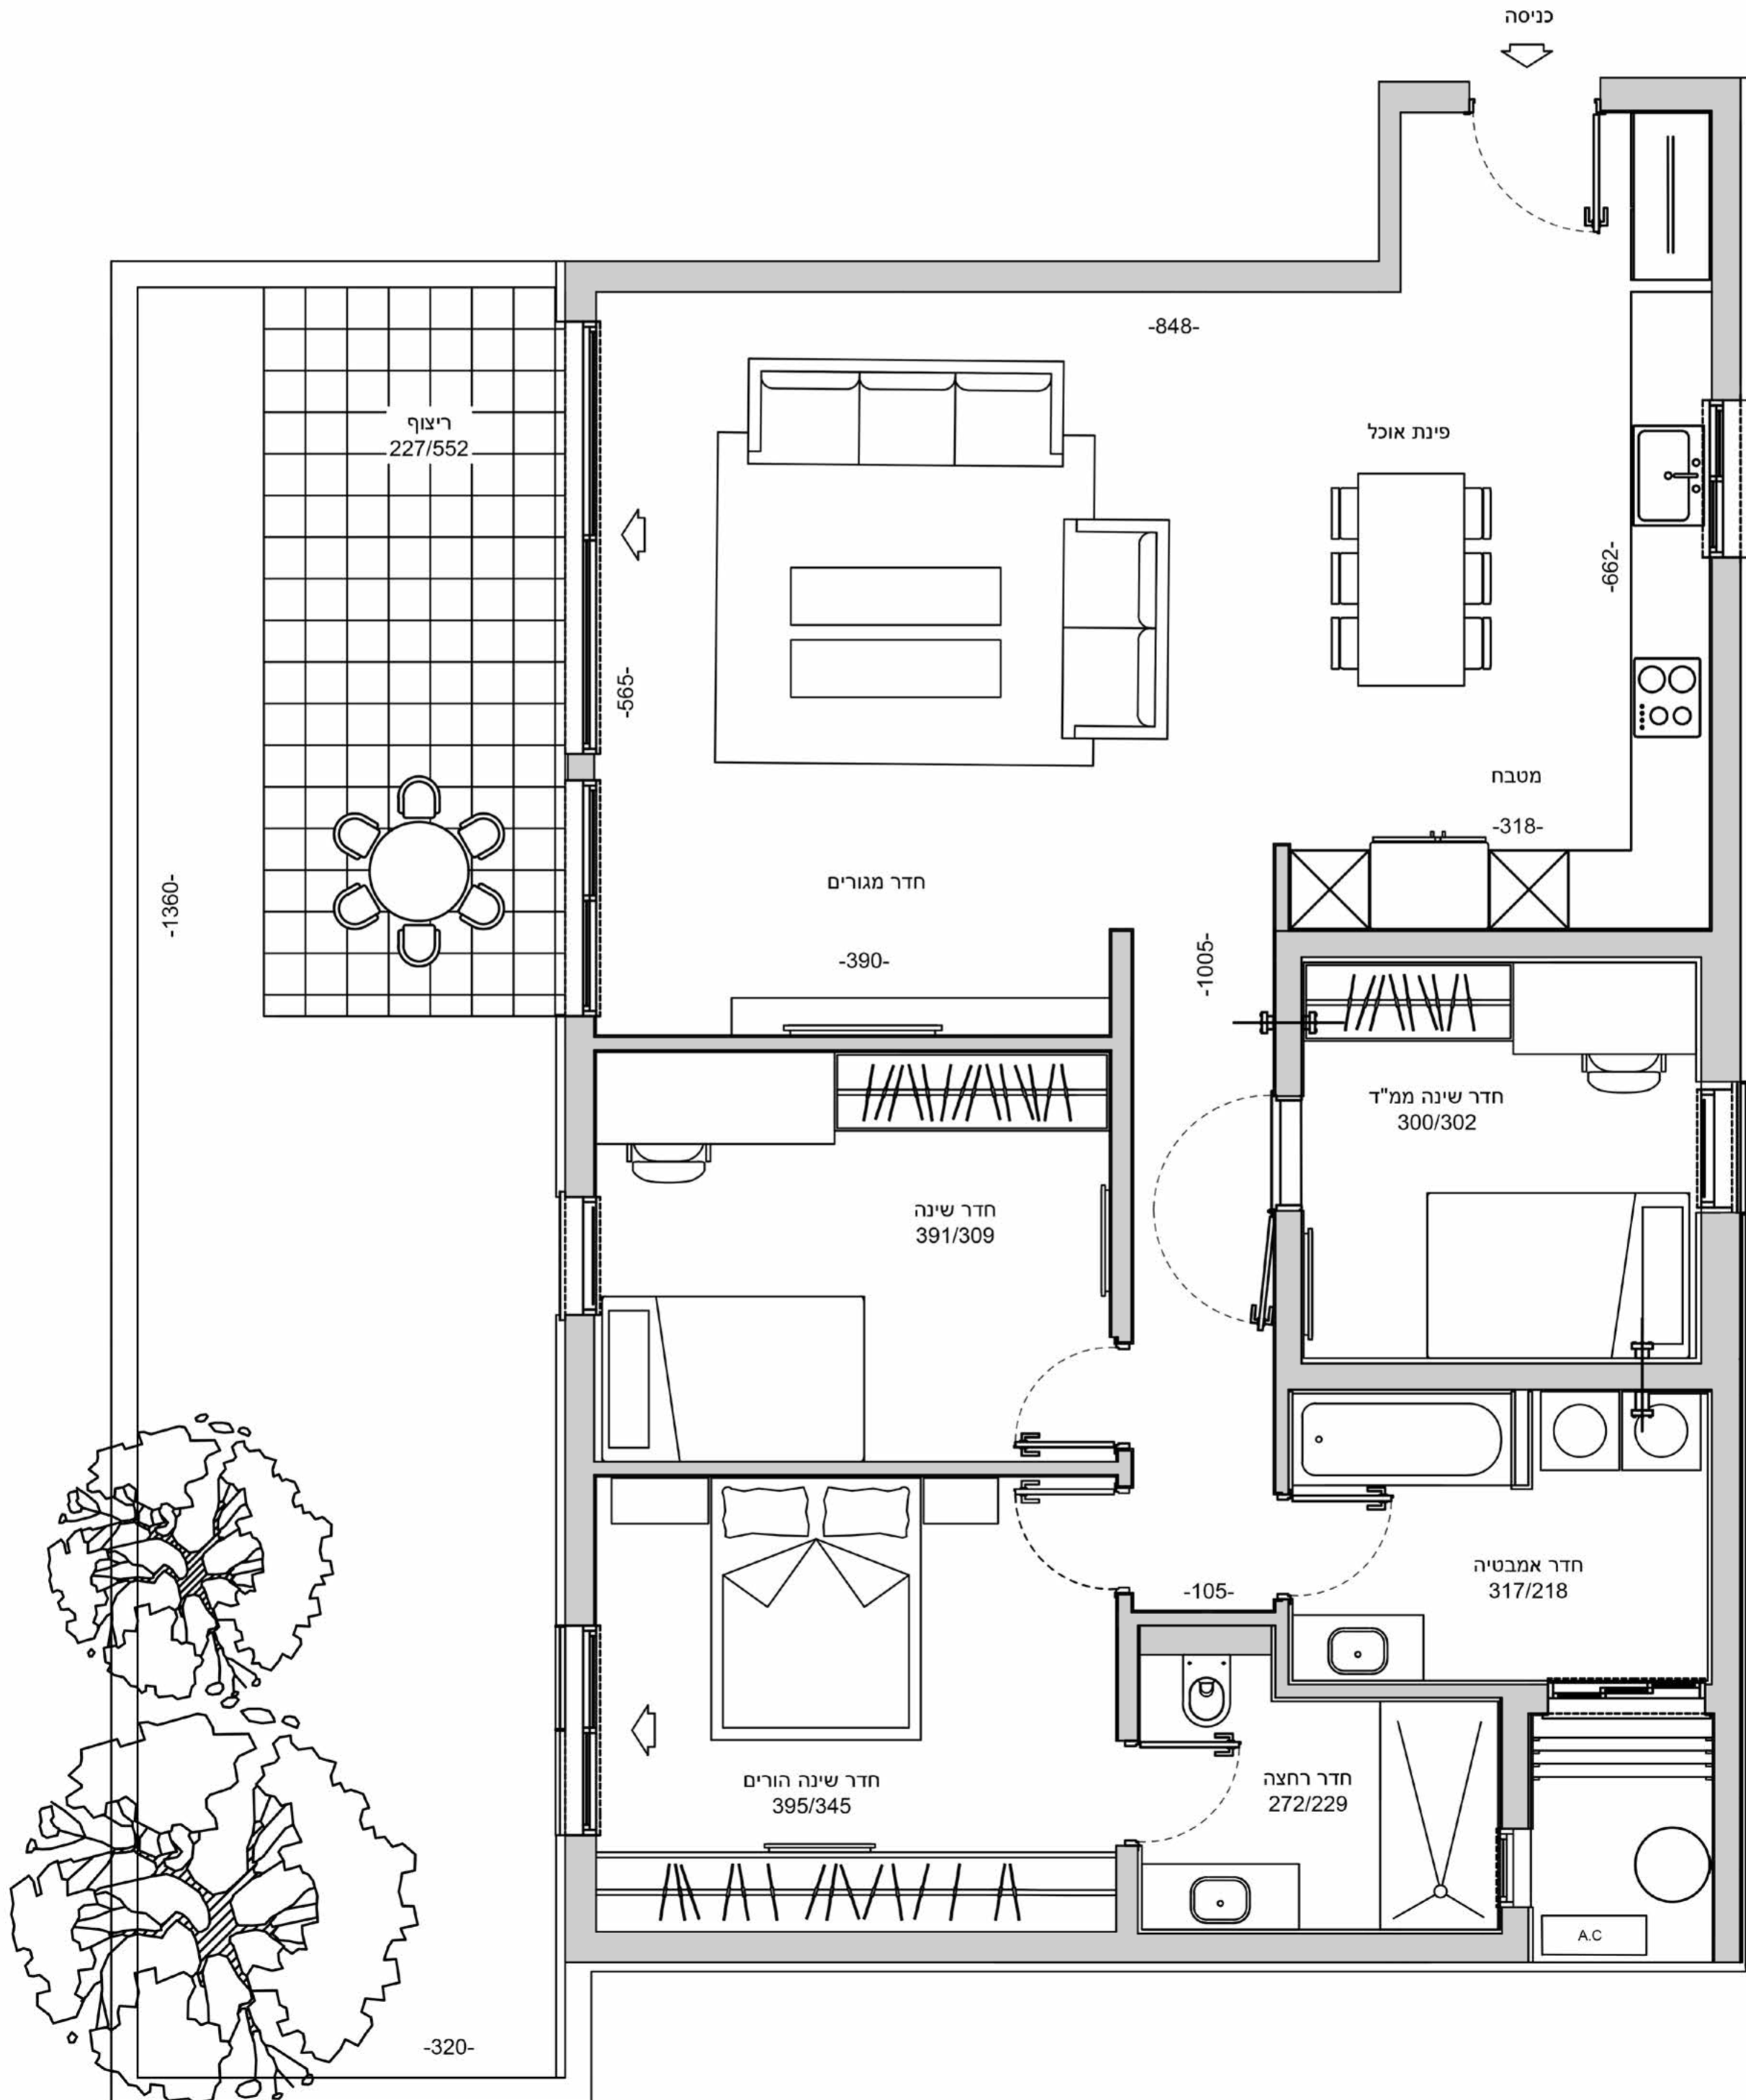 כניסה
-848-
ריצוף
227/552
פינת אוכל
-662-
-565-
מטבח
-318-
חדר מגורים
-1360-
-390-
-1005-
חדר שינה ממ"ד
300/302
חדר שינה
391/309
חדר אמבטיה
317/218
-105-
חדר שינה הורים
395/345
חדר רחצה
272/229
A.C
-320-